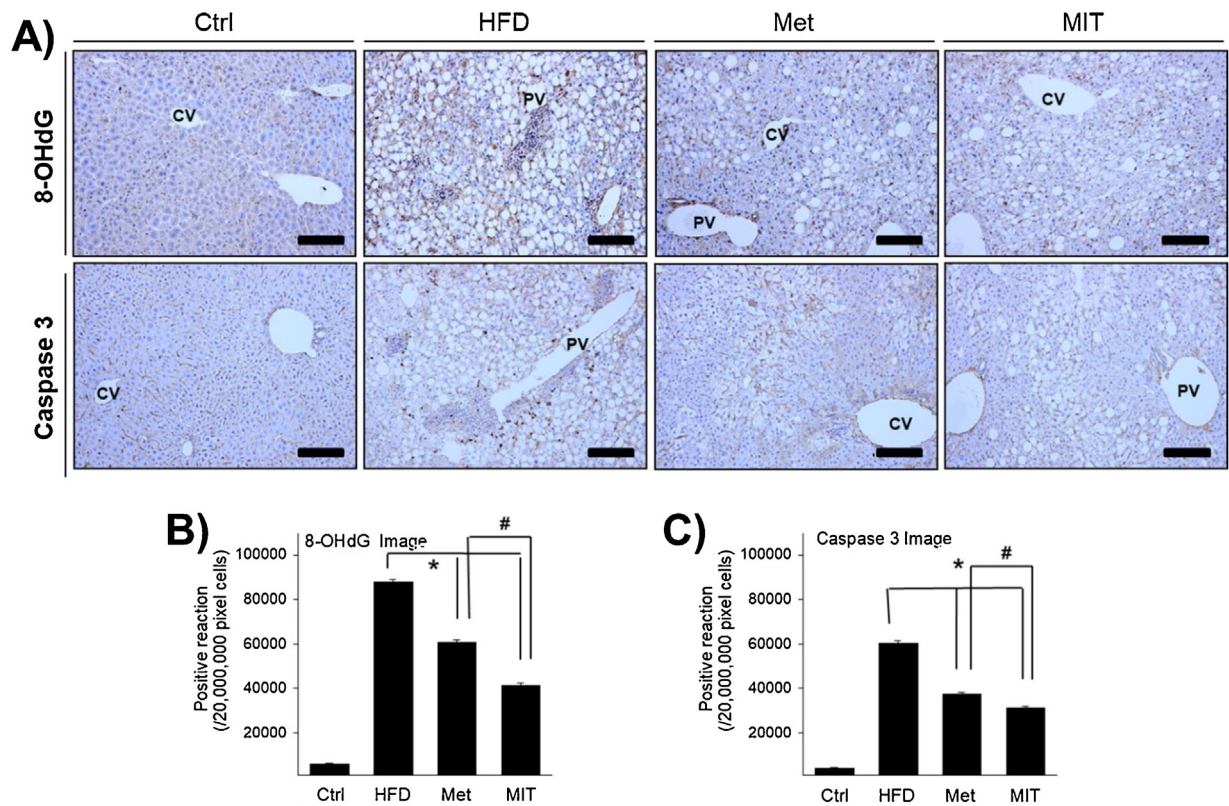 A)
Ctrl HFD Met MIT
8-OHdG
CV
PV
CV
PV
CV
Caspase 3
CV
PV
CV
PV
B)
8-OHdG Image
*
#
Positive reaction
(/20,000,000 pixel cells)
100000
80000
60000
40000
20000
Ctrl HFD Met MIT
C)
Caspase 3 Image
*
#
Positive reaction
(/20,000,000 pixel cells)
100000
80000
60000
40000
20000
Ctrl HFD Met MIT